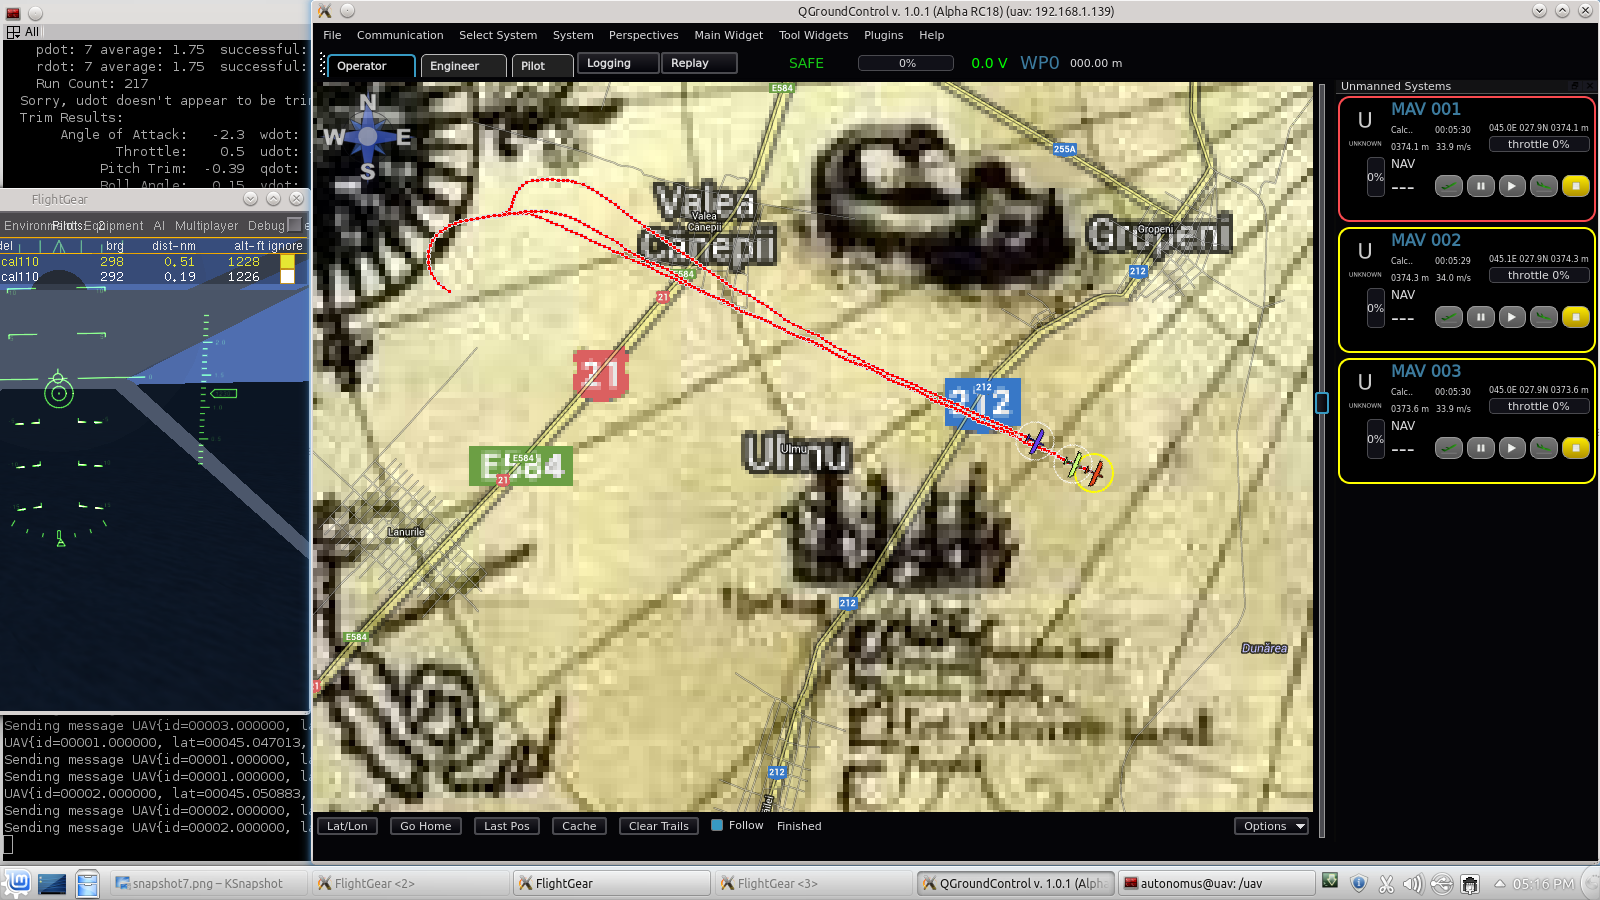 All
pdot: 7 average: 1.75 successful:
rdot: 7 average: 1.75 successful:
Run Count: 217
Sorry, udot doesn't appear to be trim
Trim Results:
Angle of Attack: -2.3 wdot:
Throttle: 0.5 udot:
Pitch Trim: -0.39 qdot:
Roll Angle: 0.15 vdot:
FlightGear
Equipment AI Multiplayer Debug
brg dist-nm alt-ft ignore
cal110 298 0.51 1228
cal110 292 0.19 1226
Sending message UAV{id=00003.000000, l
UAV{id=00001.000000, lat=00045.047013,
Sending message UAV{id=00001.000000, l
Sending message UAV{id=00001.000000, l
UAV{id=00002.000000, lat=00045.050883,
Sending message UAV{id=00002.000000, l
Sending message UAV{id=00002.000000, l
QGroundControl v. 1.0.1 (Alpha RC18) (uav: 192.168.1.139)
File Communication Select System System Perspectives Main Widget Tool Widgets Plugins Help
Operator Engineer Pilot Logging Replay SAFE 0% 0.0 V WP0 000.00 m
N
W E
S
E584
255A
Valea
Canepii
Valea
Canepii
Gropeni
Gropeni
212
E584
21
21
212
212
Ulmu
Ulmu
E584
E584
21
Lanurile
212
E584
Dunărea
21
212
Lat/Lon Go Home Last Pos Cache Clear Trails Follow Finished Options
Unmanned Systems
MAV 001
U
UNKNOWN
Calc.. 00:05:30 045.0E 027.9N 0374.1 m
0374.1 m 33.9 m/s throttle 0%
NAV
0%
---
MAV 002
U
UNKNOWN
Calc.. 00:05:29 045.1E 027.9N 0374.3 m
0374.3 m 34.0 m/s throttle 0%
NAV
0%
---
MAV 003
U
UNKNOWN
Calc.. 00:05:30 045.0E 027.9N 0373.6 m
0373.6 m 33.9 m/s throttle 0%
NAV
0%
---
snapshot7.png – KSnapshot
FlightGear <2>
FlightGear
FlightGear <3>
QGroundControl v. 1.0.1 (Alpha
autonomus@uav: /uav
05:16 PM